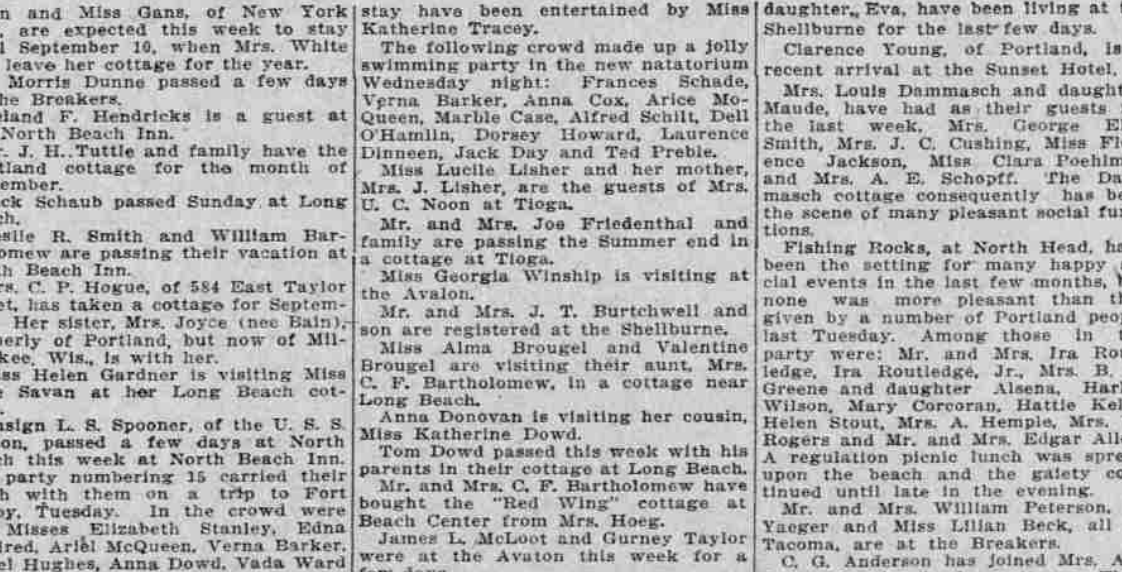 n and Miss Gans, of New York
, are expected this week to stay
l September 10, when Mrs. White
leave her cottage for the year.
Morris Dunne passed a few days
he Breakers.
eland F. Hendricks is a guest at
North Beach Inn.
r. J. H. Tuttle and family have the
tland cottage for the month of
ember.
ck Schaub passed Sunday at Long
ch.
eslie R. Smith and William Bar-
omew are passing their vacation at
h Beach Inn.
rs. C. P. Hogue, of 584 East Taylor
et, has taken a cottage for Septem-
Her sister, Mrs. Joyce (nee Bain),
erly of Portland, but now of Mil-
kee, Wis., is with her.
ss Helen Gardner is visiting Miss
e Savan at her Long Beach cot-
.
nsign L. S. Spooner, of the U. S. S.
on, passed a few days at North
ch this week at North Beach Inn.
party numbering 15 carried their
h with them on a trip to Fort
by, Tuesday. In the crowd were
Misses Elizabeth Stanley, Edna
dred, Ariel McQueen, Verna Barker,
el Hughes, Anna Dowd, Vada Ward
stay have been entertained by Miss
Katherine Tracey.
The following crowd made up a jolly
swimming party in the new natatorium
Wednesday night: Frances Schade,
Verna Barker, Anna Cox, Arice Mo-
Queen, Marble Case, Alfred Schilt, Dell
O'Hamlin, Dorsey Howard, Laurence
Dinneen, Jack Day and Ted Preble.
Miss Lucile Lisher and her mother,
Mrs. J. Lisher, are the guests of Mrs.
U. C. Noon at Tioga.
Mr. and Mrs. Joe Friedenthal and
family are passing the Summer end in
a cottage at Tioga.
Miss Georgia Winship is visiting at
the Avalon.
Mr. and Mrs. J. T. Burtchwell and
son are registered at the Shellburne.
Miss Alma Brougel and Valentine
Brougel are visiting their aunt, Mrs.
C. F. Bartholomew, in a cottage near
Long Beach.
Anna Donovan is visiting her cousin,
Miss Katherine Dowd.
Tom Dowd passed this week with his
parents in their cottage at Long Beach.
Mr. and Mrs. C. F. Bartholomew have
bought the "Red Wing" cottage at
Beach Center from Mrs. Hoeg.
James L. McLoot and Gurney Taylor
were at the Avaton this week for a
few days.
daughter, Eva, have been living at t
Shellburne for the last few days.
Clarence Young, of Portland, is
recent arrival at the Sunset Hotel.
Mrs. Louis Dammasch and daught
Maude, have had as their guests
the last week, Mrs. George E
Smith, Mrs. J. C. Cushing, Miss Fl
ence Jackson, Miss Clara Poehlm
and Mrs. A. E. Schopff. The Da
masch cottage consequently has be
the scene of many pleasant social fun
tions.
Fishing Rocks, at North Head, ha
been the setting for many happy s
cial events in the last few months, b
none was more pleasant than th
given by a number of Portland peop
last Tuesday. Among those in t
party were: Mr. and Mrs. Ira Rou
ledge, Ira Routledge, Jr., Mrs. B.
Greene and daughter Alsena, Harl
Wilson, Mary Corcoran, Hattie Kel
Helen Stout, Mrs. A. Hemple, Mrs.
Rogers and Mr. and Mrs. Edgar All
A regulation picnic lunch was spre
upon the beach and the gaiety co
tinued until late in the evening.
Mr. and Mrs. William Peterson,
Yaeger and Miss Lilian Beck, all
Tacoma, are at the Breakers.
C. G. Anderson has joined Mrs. A